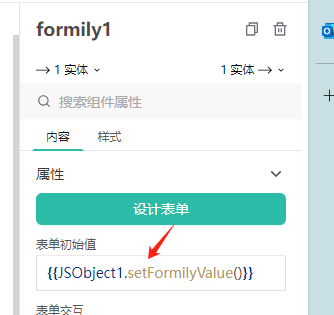 formily1
→ 1 实体 1 实体 →
搜索组件属性
内容 样式
属性
设计表单
表单初始值
{{JSObject1.setFormilyValue()}}
表单交互